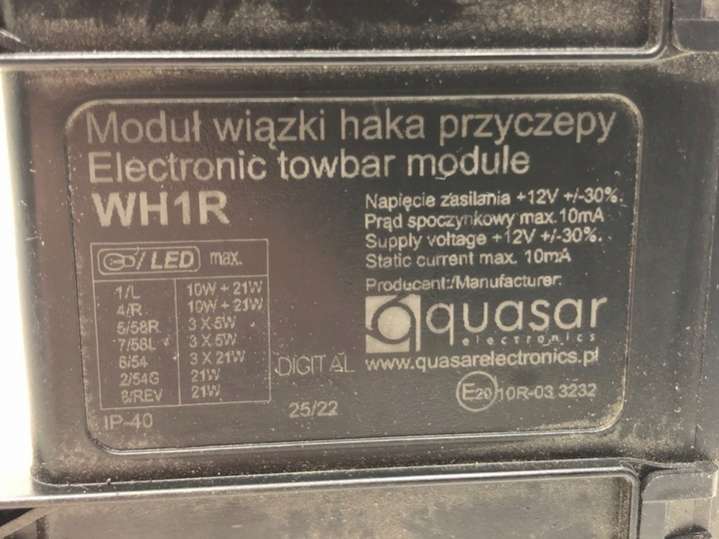 Moduł wiązki haka przyczepy
Electronic towbar module
WH1R
Napięcie zasilania +12V +/-30%.
Prąd spoczynkowy max. 10mA
Supply voltage +12V +/-30%.
Static current max. 10mA
/ LED max.
1/L 10W + 21W
4/R 10W + 21W
5/58R 3 X 5W
7/58L 3 X 5W
6/54 3 X 21W
2/54G 21W
8/REV 21W
IP-40
DIGITAL
25/22
Producent:/Manufacturer:
quasar
electronics
www.quasarelectronics.pl
E20 10R-03 3232